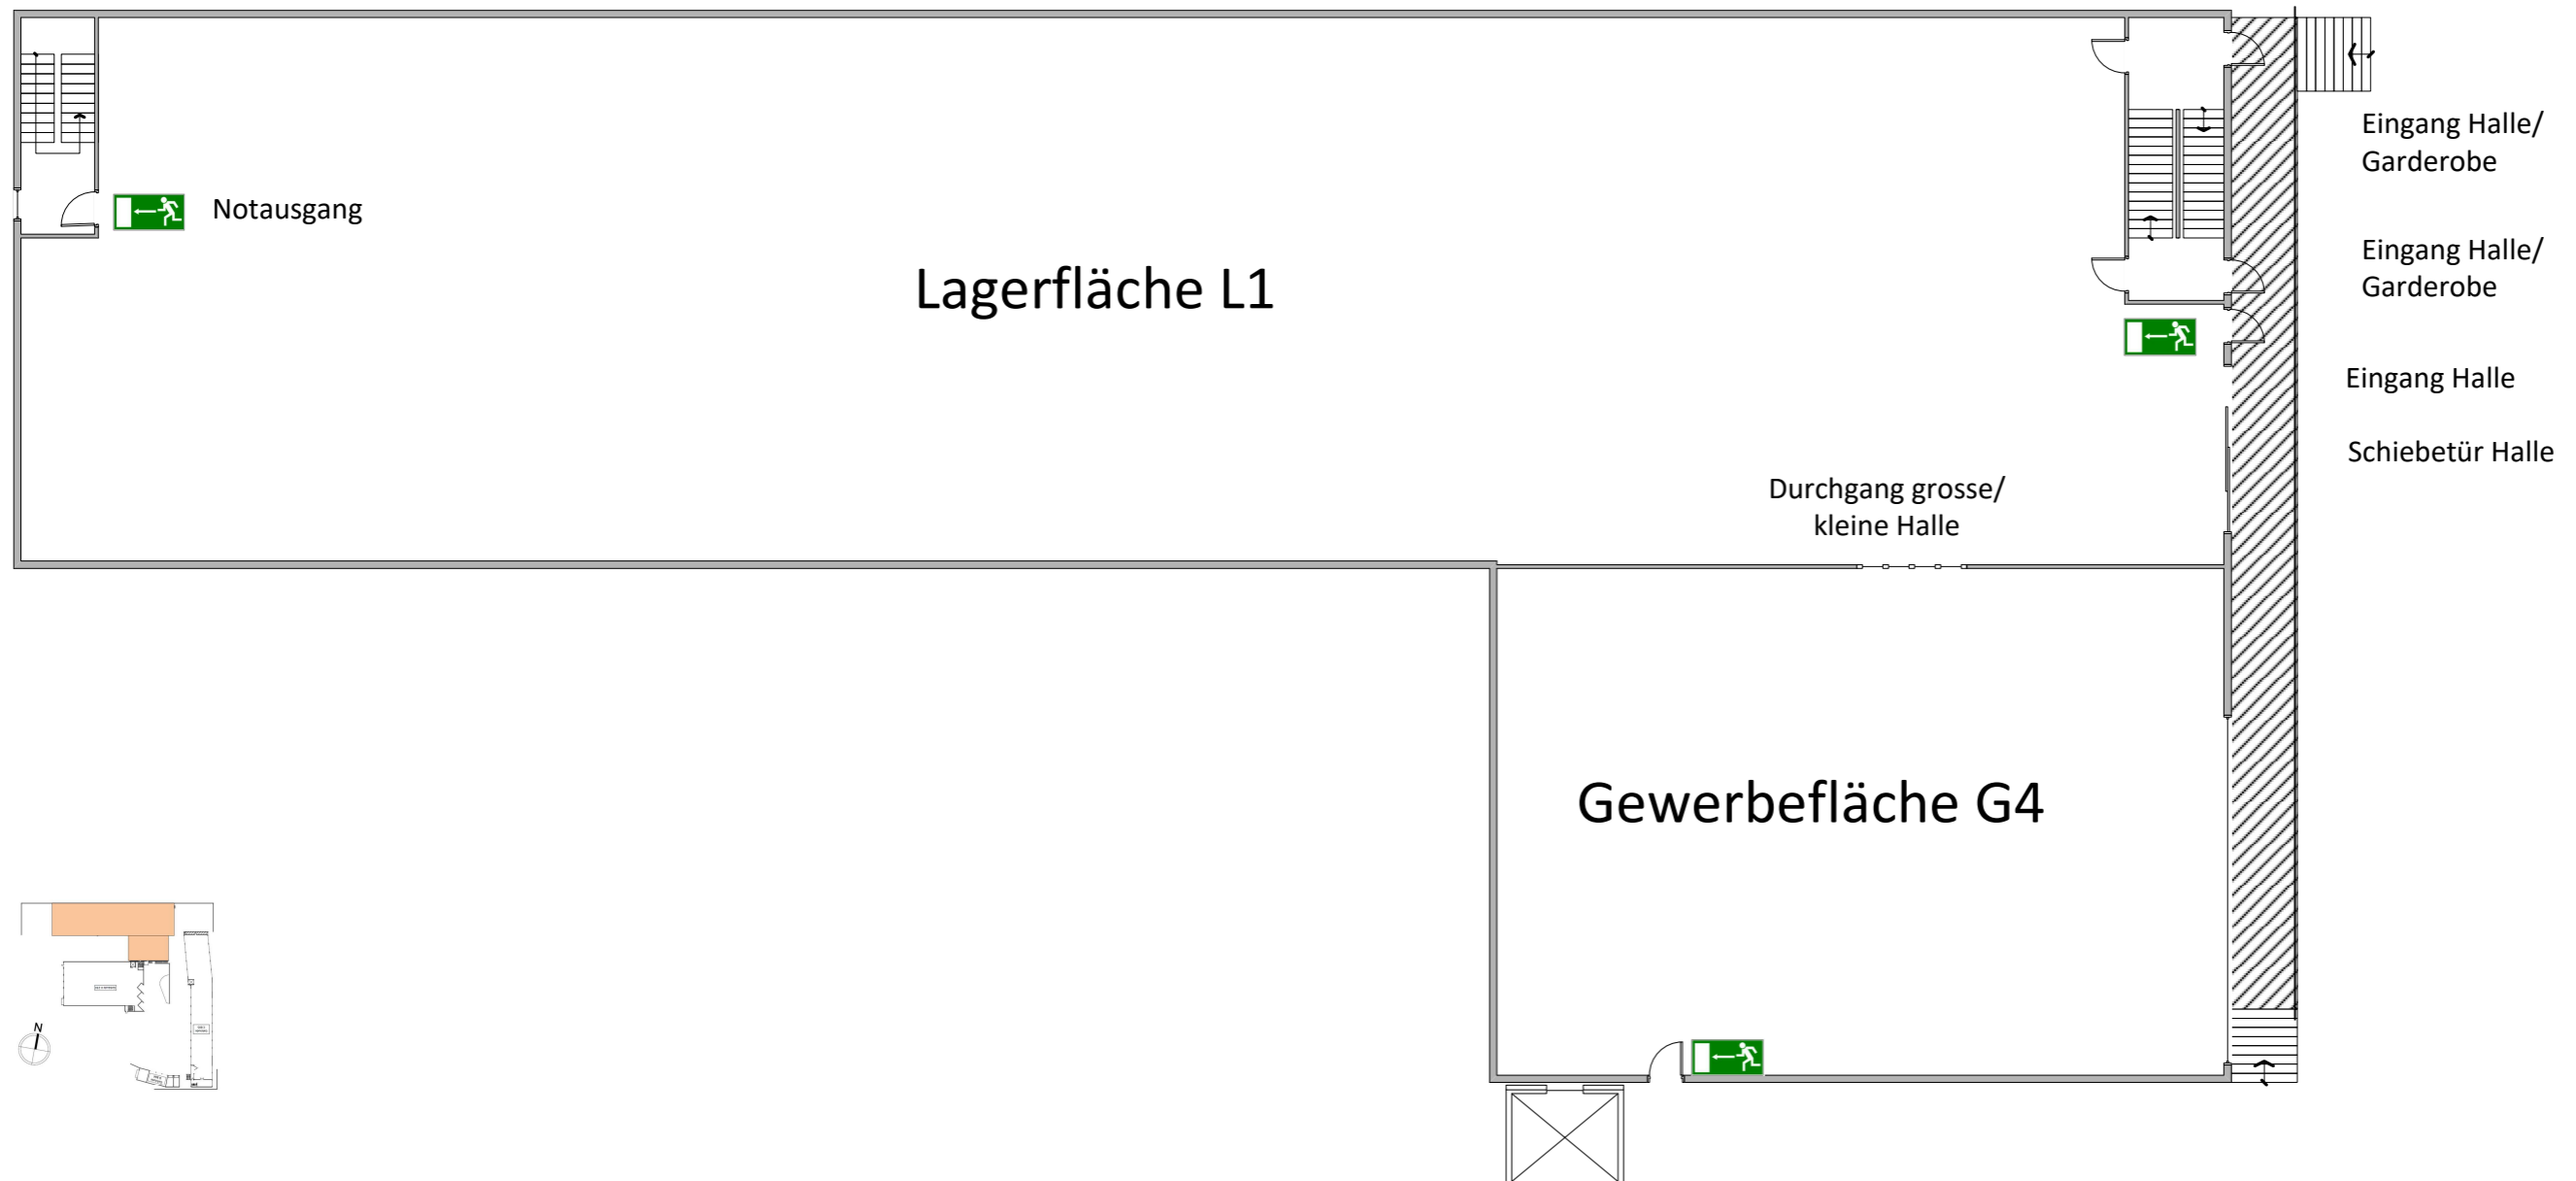 Eingang Halle/
Garderobe
Notausgang
Eingang Halle/
Garderobe
Lagerfläche L1
Eingang Halle
Schiebetür Halle
Durchgang grosse/
kleine Halle
Gewerbefläche G4
N